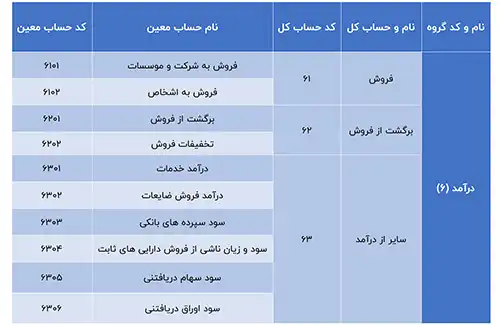 نام و کد گروه	نام و حساب کل	کد حساب کل	نام حساب معین	کد حساب معین
درآمد (۶)	فروش	۶۱	فروش به شرکت و موسسات	۶۱۰۱
فروش به اشخاص	۶۱۰۲
برگشت از فروش	۶۲	برگشت از فروش	۶۲۰۱
تخفیفات فروش	۶۲۰۲
سایر از درآمد	۶۳	درآمد خدمات	۶۳۰۱
درآمد فروش ضایعات	۶۳۰۲
سود سپرده های بانکی	۶۳۰۳
سود و زیان ناشی از فروش دارایی های ثابت	۶۳۰۴
سود سهام دریافتنی	۶۳۰۵
سود اوراق دریافتنی	۶۳۰۶